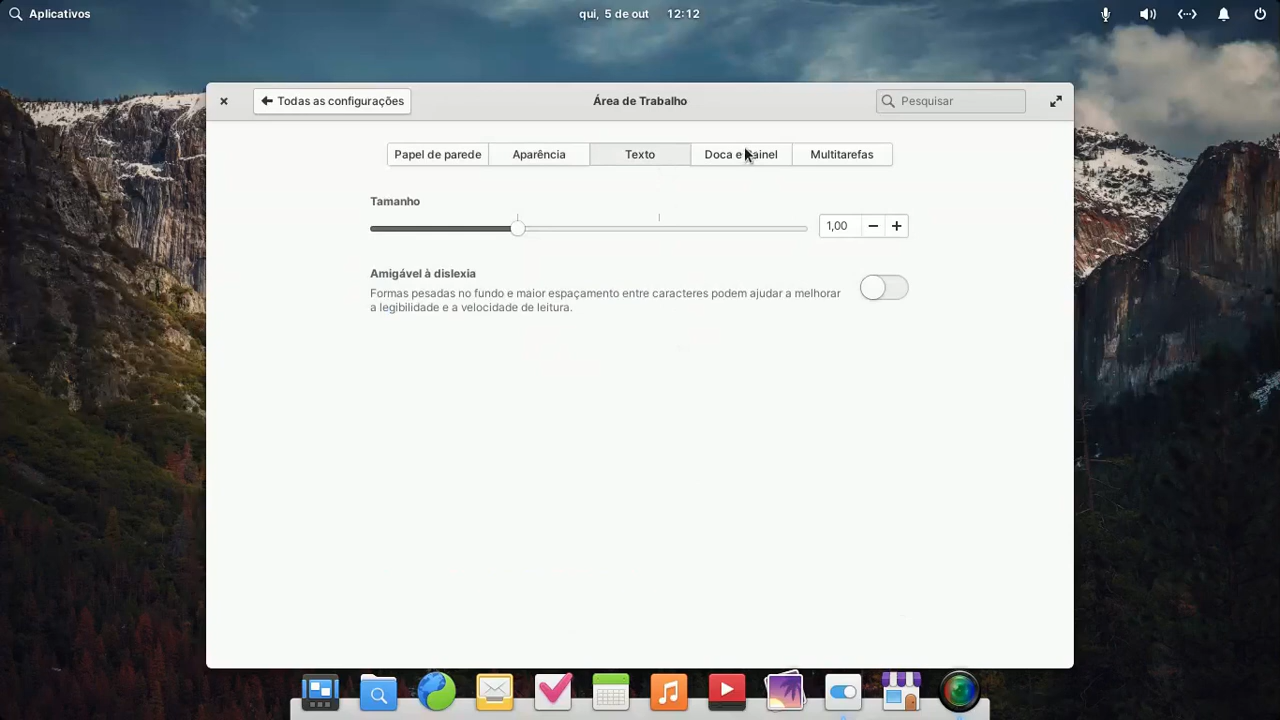 Aplicativos
qui, 5 de out 12:12
Todas as configurações
Área de Trabalho
Pesquisar
Papel de parede
Aparência
Texto
Doca e Painel
Multitarefas
Tamanho
1,00
Amigável à dislexia
Formas pesadas no fundo e maior espaçamento entre caracteres podem ajudar a melhorar
a legibilidade e a velocidade de leitura.